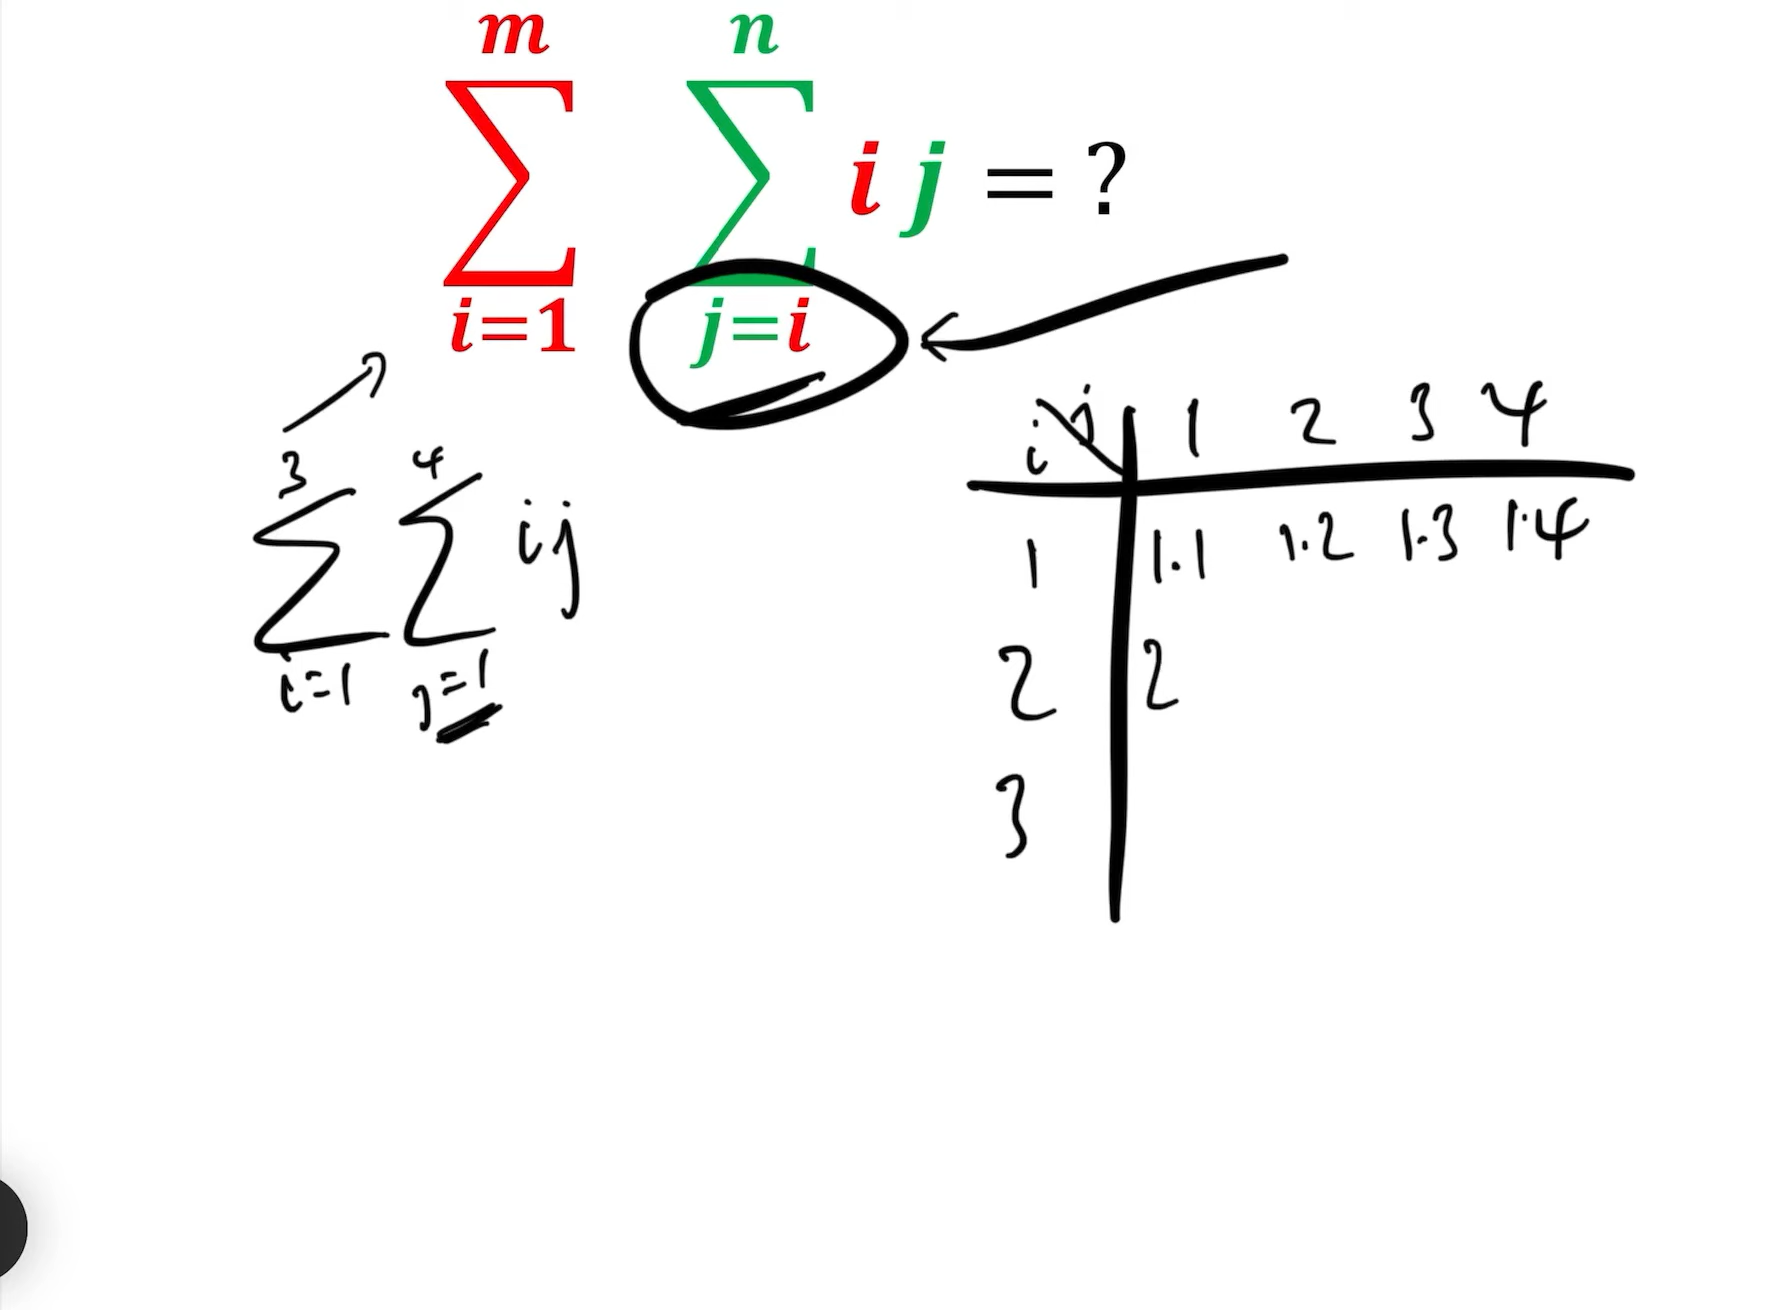 m n
∑ ∑ i j = ?
i=1 j=i
3 4
∑ ∑ ij
i=1 j=1
i j 1 2 3 4
1 1·1 1·2 1·3 1·4
2 2
3